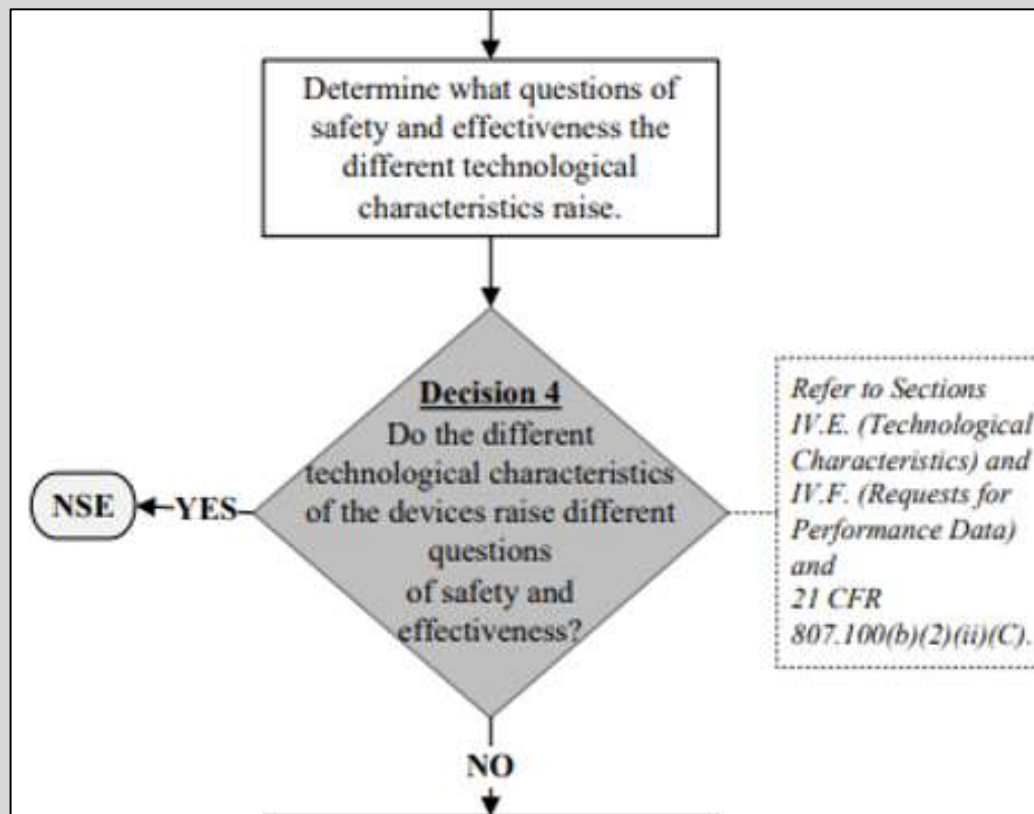 Determine what questions of
safety and effectiveness the
different technological
characteristics raise.
Decision 4
Do the different
technological characteristics
of the devices raise different
questions
of safety and
effectiveness?
NSE
YES
Refer to Sections
IV.E. (Technological
Characteristics) and
IV.F. (Requests for
Performance Data)
and
21 CFR
807.100(b)(2)(ii)(C).
NO